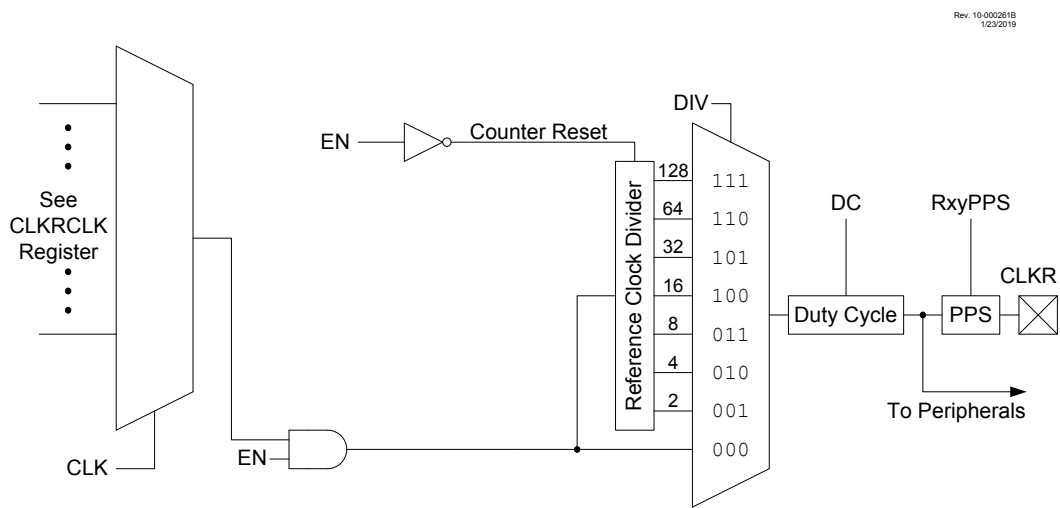 Rev. 10-000261B
1/23/2019
DIV
EN
Counter Reset
128
111
See
CLKRCLK
Register
Reference Clock Divider
64
110
DC
RxyPPS
32
101
CLKR
16
100
Duty Cycle
PPS
8
011
4
010
To Peripherals
2
001
EN
000
CLK